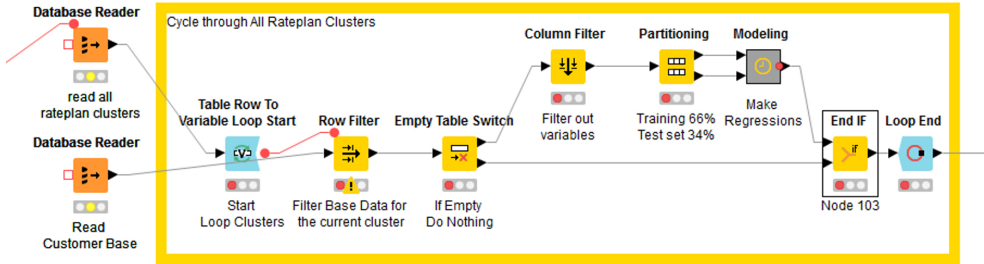 Database Reader
read all
rateplan clusters
Database Reader
Read
Customer Base
Cycle through All Rateplan Clusters
Table Row To
Variable Loop Start
Start
Loop Clusters
Row Filter
Filter Base Data for
the current cluster
Empty Table Switch
If Empty
Do Nothing
Column Filter
Filter out
variables
Partitioning
Training 66%
Test set 34%
Modeling
Make
Regressions
End IF
if
Node 103
Loop End